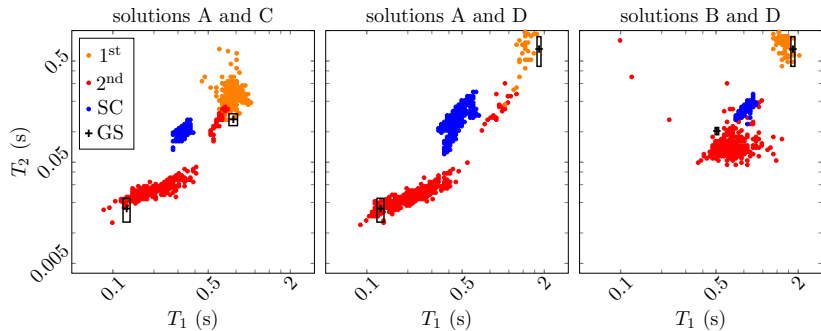 solutions A and C
solutions A and D
solutions B and D
1st
2nd
SC
GS
T2 (s)
0.5
0.05
0.005
0.1
0.5
2
0.1
0.5
2
0.1
0.5
2
T1 (s)
T1 (s)
T1 (s)